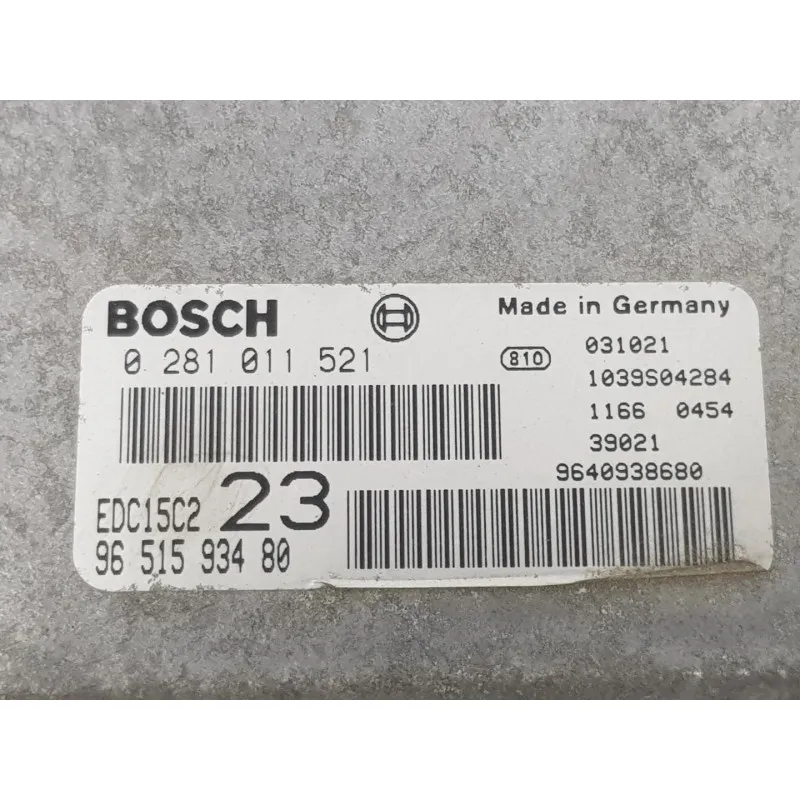 BOSCH
Made in Germany
0 281 011 521
810
031021
1039S04284
1166 0454
39021
9640938680
EDC15C2
23
96 515 934 80